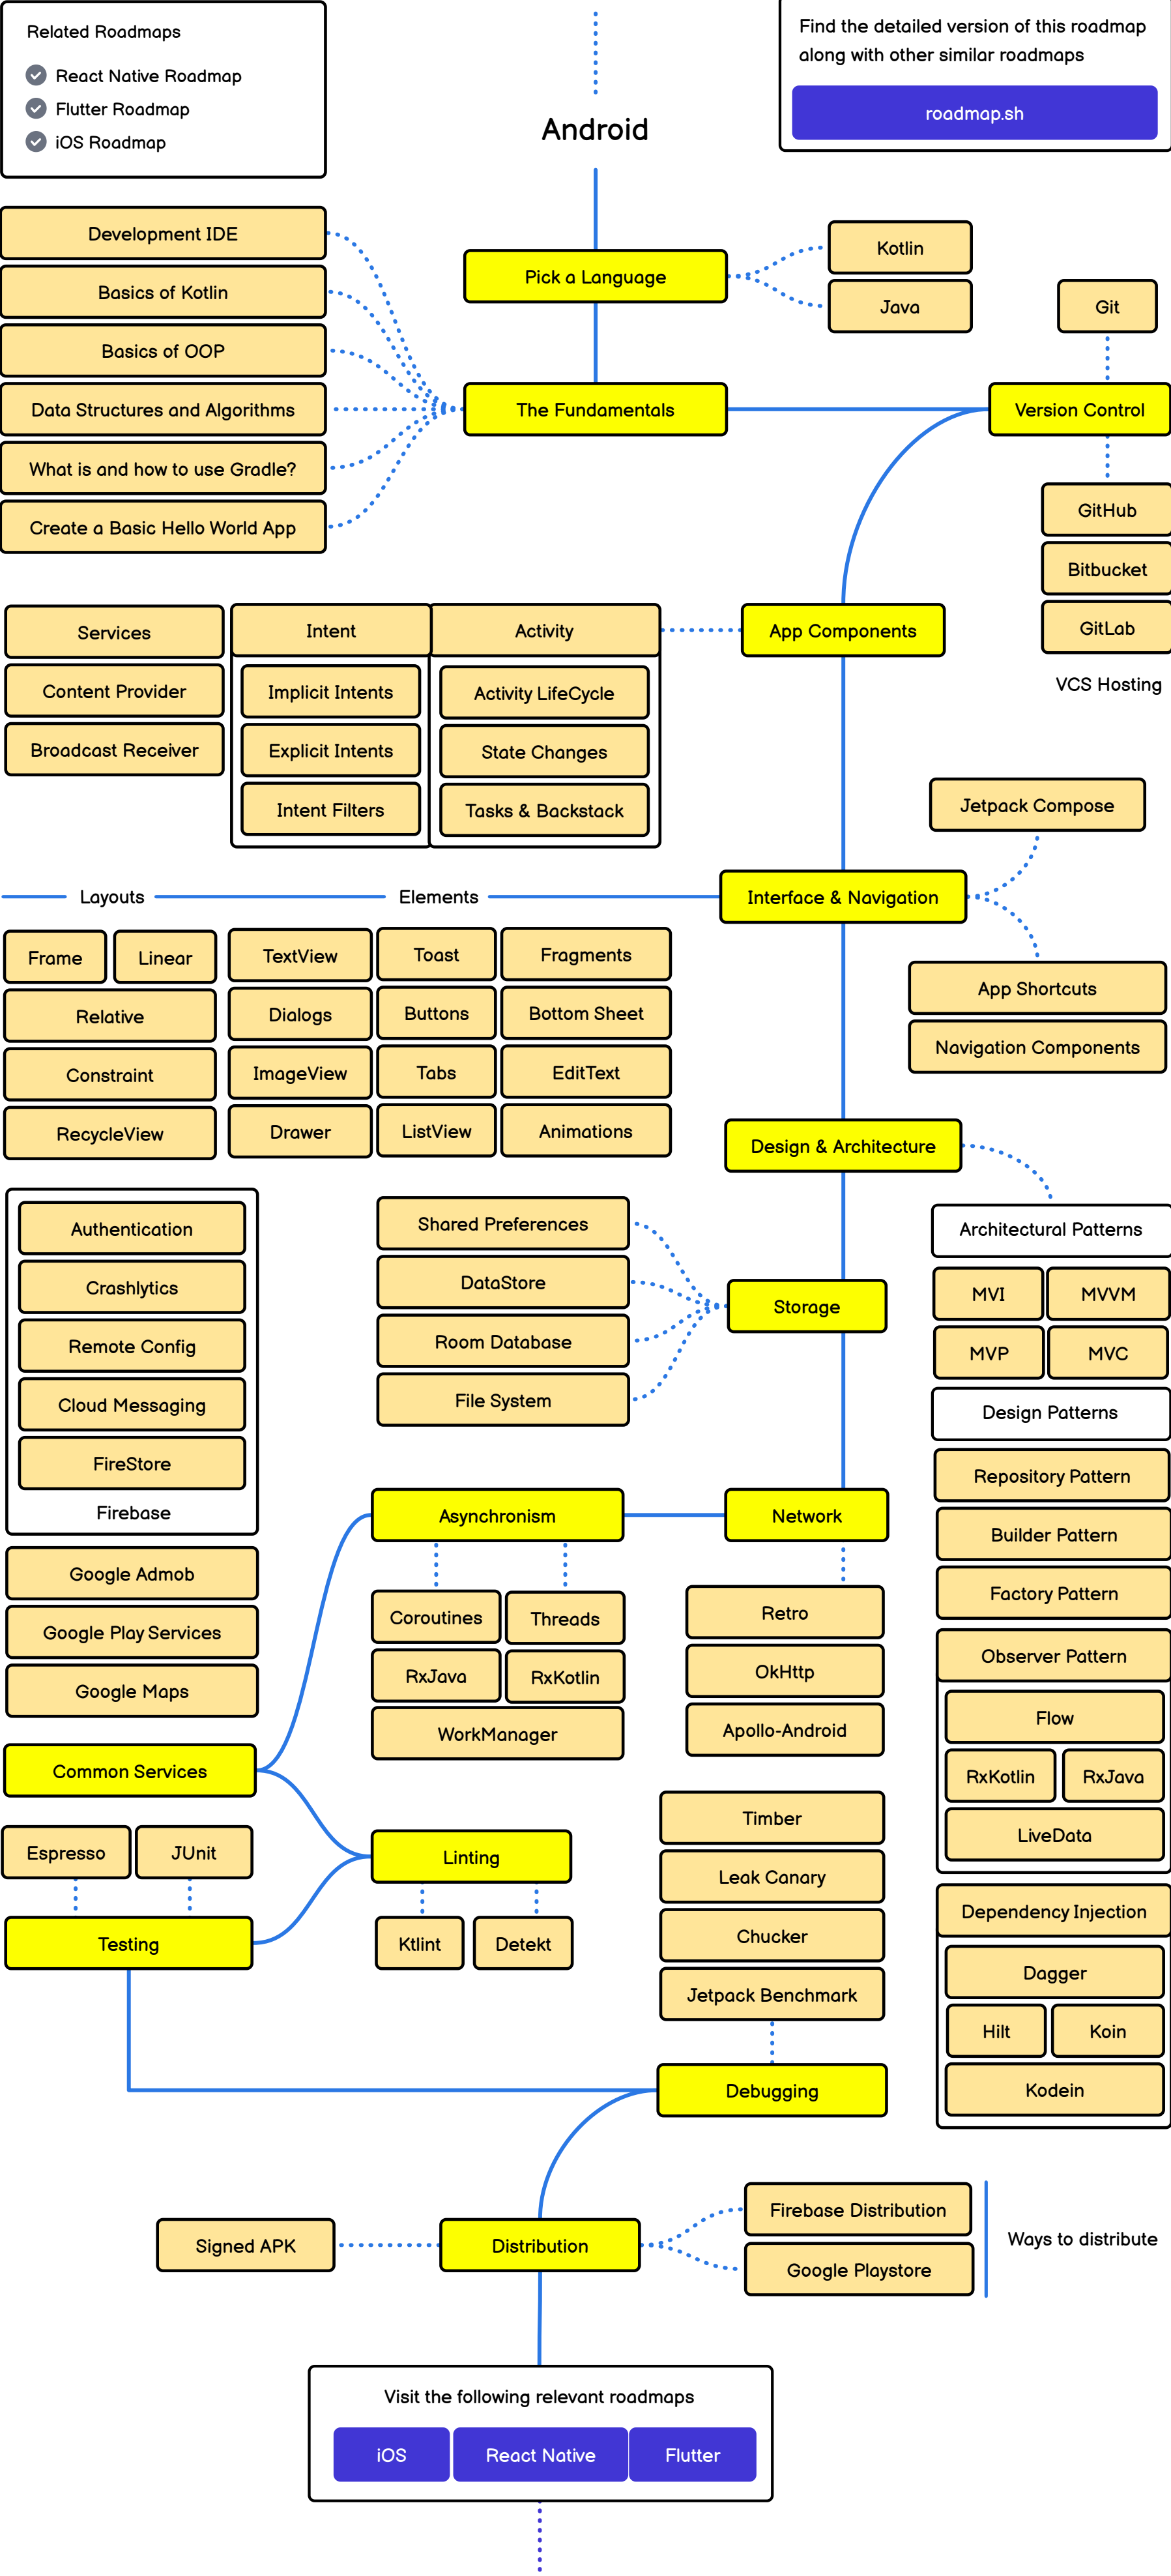 Related Roadmaps
React Native Roadmap
Flutter Roadmap
iOS Roadmap
Android
Find the detailed version of this roadmap
along with other similar roadmaps
roadmap.sh
Pick a Language
Kotlin
Java
Development IDE
Basics of Kotlin
Basics of OOP
Data Structures and Algorithms
What is and how to use Gradle?
Create a Basic Hello World App
The Fundamentals
Git
Version Control
GitHub
Bitbucket
GitLab
VCS Hosting
App Components
Services
Content Provider
Broadcast Receiver
Intent
Implicit Intents
Explicit Intents
Intent Filters
Activity
Activity LifeCycle
State Changes
Tasks & Backstack
Jetpack Compose
Interface & Navigation
App Shortcuts
Navigation Components
Layouts
Frame
Linear
Relative
Constraint
RecycleView
Elements
TextView
Toast
Fragments
Dialogs
Buttons
Bottom Sheet
ImageView
Tabs
EditText
Drawer
ListView
Animations
Design & Architecture
Architectural Patterns
MVI
MVVM
MVP
MVC
Design Patterns
Repository Pattern
Builder Pattern
Factory Pattern
Observer Pattern
Flow
RxKotlin
RxJava
LiveData
Dependency Injection
Dagger
Hilt
Koin
Kodein
Shared Preferences
DataStore
Room Database
File System
Storage
Network
Retro
OkHttp
Apollo-Android
Asynchronism
Coroutines
Threads
RxJava
RxKotlin
WorkManager
Authentication
Crashlytics
Remote Config
Cloud Messaging
FireStore
Firebase
Google Admob
Google Play Services
Google Maps
Common Services
Linting
Ktlint
Detekt
Espresso
JUnit
Testing
Timber
Leak Canary
Chucker
Jetpack Benchmark
Debugging
Signed APK
Distribution
Firebase Distribution
Google Playstore
Ways to distribute
Visit the following relevant roadmaps
iOS
React Native
Flutter